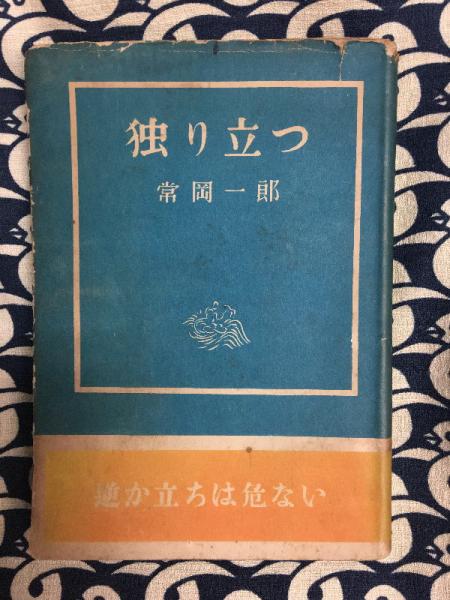 独り立つ
常岡一郎
逆か立ちは危ない